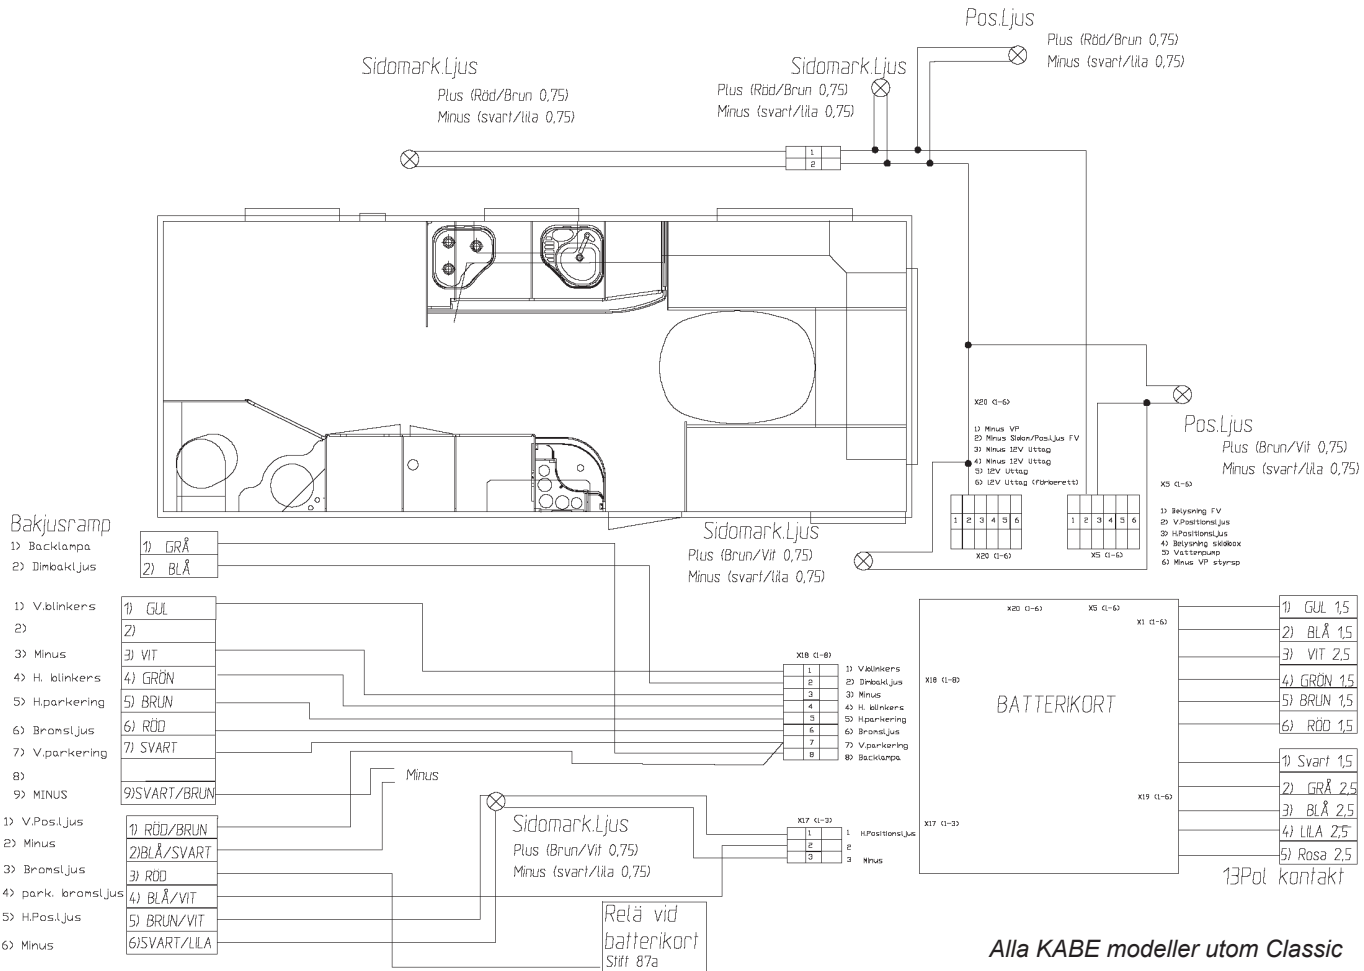 Pos.Ljus
Plus (Röd/Brun 0,75)
Minus (svart/lila 0,75)
Sidomark.Ljus
Plus (Röd/Brun 0,75)
Minus (svart/lila 0,75)
Sidomark.Ljus
Plus (Röd/Brun 0,75)
Minus (svart/lila 0,75)
1
2
X20 (1-6)
1) Minus VP
2) Minus Sidom/Pos.Ljus FV
3) Minus 12V Uttag
4) Minus 12V Uttag
5) 12V Uttag
6) 12V Uttag (förberett)
1 2 3 4 5 6
X20 (1-6)
1 2 3 4 5 6
X5 (1-6)
Pos.Ljus
Plus (Brun/Vit 0,75)
Minus (svart/lila 0,75)
X5 (1-6)
1) Belysning FV
2) V.Positionsljus
3) H.Positionsljus
4) Belysning skidbox
5) Vattenpump
6) Minus VP styrsp
Sidomark.Ljus
Plus (Brun/Vit 0,75)
Minus (svart/lila 0,75)
Bakjusramp
1) Backlampa
2) Dimbakljus
1) GRÅ
2) BLÅ
1) V.blinkers
2)
3) Minus
4) H. blinkers
5) H.parkering
6) Bromsljus
7) V.parkering
8)
9) MINUS
1) GUL
2)
3) VIT
4) GRÖN
5) BRUN
6) RÖD
7) SVART
9)SVART/BRUN
Minus
1) V.Pos.Ljus
2) Minus
3) Bromsljus
4) park. bromsljus
5) H.Pos.Ljus
6) Minus
1) RÖD/BRUN
2)BLÅ/SVART
3) RÖD
4) BLÅ/VIT
5) BRUN/VIT
6)SVART/LILA
Sidomark.Ljus
Plus (Brun/Vit 0,75)
Minus (svart/lila 0,75)
Relä vid
batterikort
Stift 87a
X18 (1-8)
1
2
3
4
5
6
7
8
1) V.blinkers
2) Dimbakljus
3) Minus
4) H. blinkers
5) H.parkering
6) Bromsljus
7) V.parkering
8) Backlampa
X17 (1-3)
1
2
3
1 H.Positionsljus
2
3 Minus
X20 (1-6)
X5 (1-6)
X1 (1-6)
X18 (1-8)
BATTERIKORT
X19 (1-6)
X17 (1-3)
1) GUL 1,5
2) BLÅ 1,5
3) VIT 2,5
4) GRÖN 1,5
5) BRUN 1,5
6) RÖD 1,5
1) Svart 1,5
2) GRÅ 2,5
3) BLÅ 2,5
4) LILA 2,5
5) Rosa 2,5
13Pol kontakt
Alla KABE modeller utom Classic